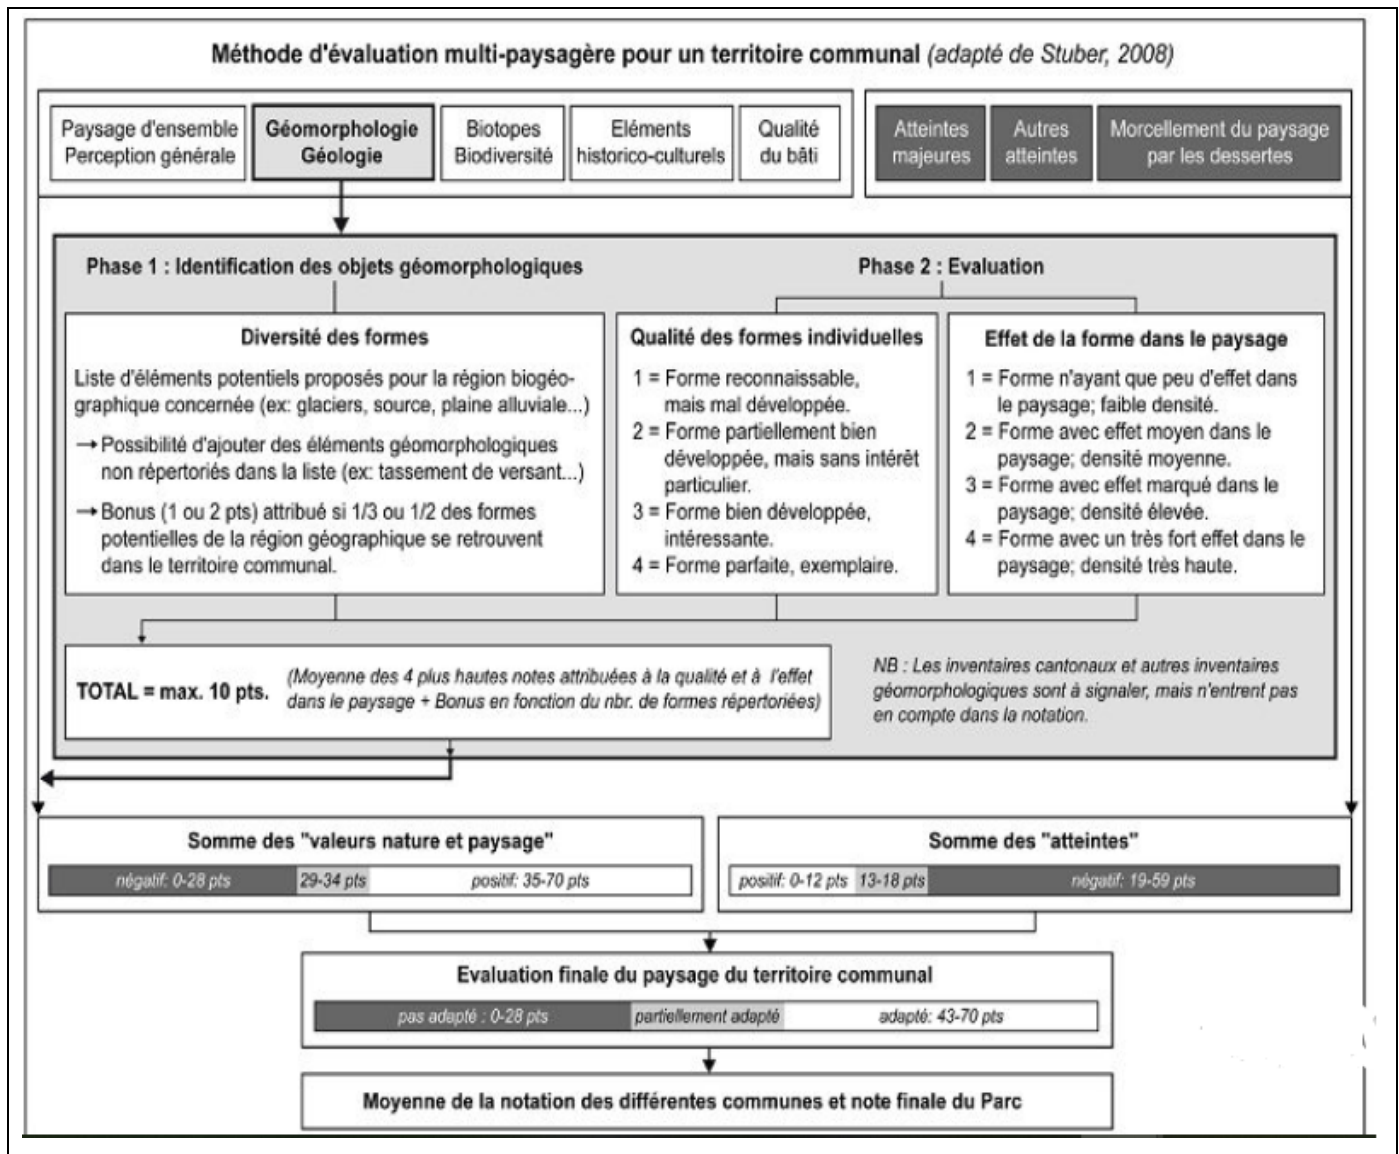 Méthode d'évaluation multi-paysagère pour un territoire communal (adapté de Stuber, 2008)
Paysage d'ensemble
Perception générale
Géomorphologie
Géologie
Biotopes
Biodiversité
Eléments
historico-culturels
Qualité
du bâti
Atteintes
majeures
Autres
atteintes
Morcellement du paysage
par les dessertes
Phase 1 : Identification des objets géomorphologiques
Phase 2 : Evaluation
Diversité des formes
Liste d'éléments potentiels proposés pour la région biogéo-
graphique concernée (ex: glaciers, source, plaine alluviale...)
→ Possibilité d'ajouter des éléments géomorphologiques
non répertoriés dans la liste (ex: tassement de versant...)
→ Bonus (1 ou 2 pts) attribué si 1/3 ou 1/2 des formes
potentielles de la région géographique se retrouvent
dans le territoire communal.
Qualité des formes individuelles
1 = Forme reconnaissable,
mais mal développée.
2 = Forme partiellement bien
développée, mais sans intérêt
particulier.
3 = Forme bien développée,
intéressante.
4 = Forme parfaite, exemplaire.
Effet de la forme dans le paysage
1 = Forme n'ayant que peu d'effet dans
le paysage; faible densité.
2 = Forme avec effet moyen dans le
paysage; densité moyenne.
3 = Forme avec effet marqué dans le
paysage; densité élevée.
4 = Forme avec un très fort effet dans le
paysage; densité très haute.
TOTAL = max. 10 pts.
(Moyenne des 4 plus hautes notes attribuées à la qualité et à l'effet
dans le paysage + Bonus en fonction du nbr. de formes répertoriées)
NB : Les inventaires cantonaux et autres inventaires
géomorphologiques sont à signaler, mais n'entrent pas
en compte dans la notation.
Somme des "valeurs nature et paysage"
négatif: 0-28 pts
29-34 pts
positif: 35-70 pts
Somme des "atteintes"
positif: 0-12 pts
13-18 pts
négatif: 19-59 pts
Evaluation finale du paysage du territoire communal
pas adapté : 0-28 pts
partiellement adapté
adapté: 43-70 pts
Moyenne de la notation des différentes communes et note finale du Parc